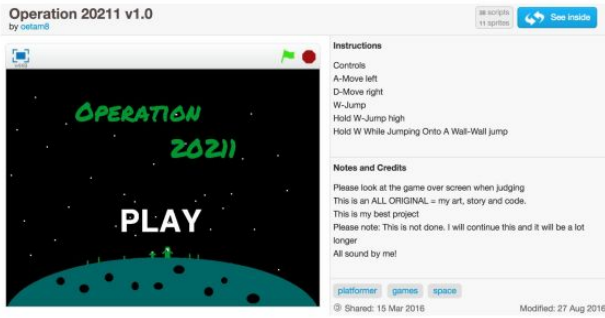 Operation 20211 v1.0
by oetam8
38 scripts
11 sprites
See inside
OPERATION
20211
PLAY
Instructions
Controls
A-Move left
D-Move right
W-Jump
Hold W-Jump high
Hold W While Jumping Onto A Wall-Wall jump
Notes and Credits
Please look at the game over screen when judging
This is an ALL ORIGINAL = my art, story and code.
This is my best project
Please note: This is not done. I will continue this and it will be a lot
longer
All sound by me!
platformer games space
Shared: 15 Mar 2016 Modified: 27 Aug 2016